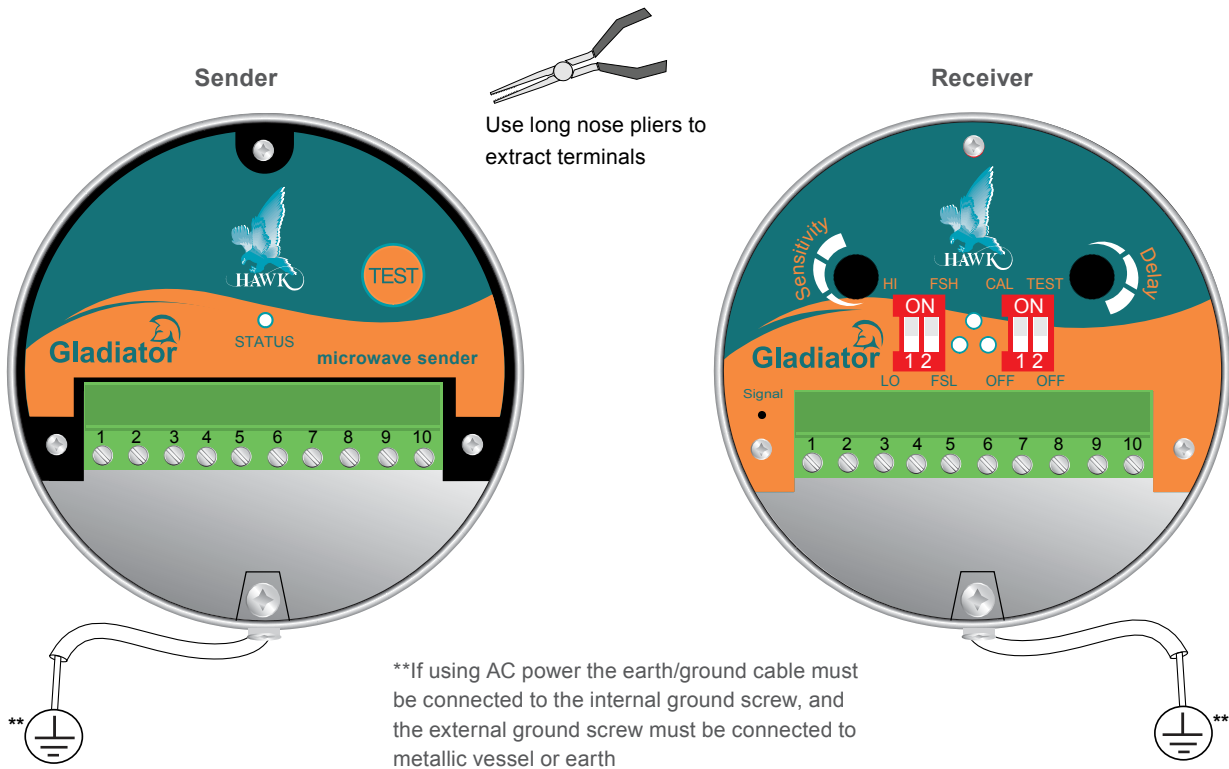 Sender
Receiver
Use long nose pliers to
extract terminals
HAWK
TEST
STATUS
Gladiator
microwave sender
1 2 3 4 5 6 7 8 9 10
Sensitivity
HAWK
Delay
HI FSH CAL TEST
ON ON
1 2 1 2
Gladiator
LO FSL OFF OFF
Signal
1 2 3 4 5 6 7 8 9 10
**If using AC power the earth/ground cable must
be connected to the internal ground screw, and
the external ground screw must be connected to
metallic vessel or earth
**
**